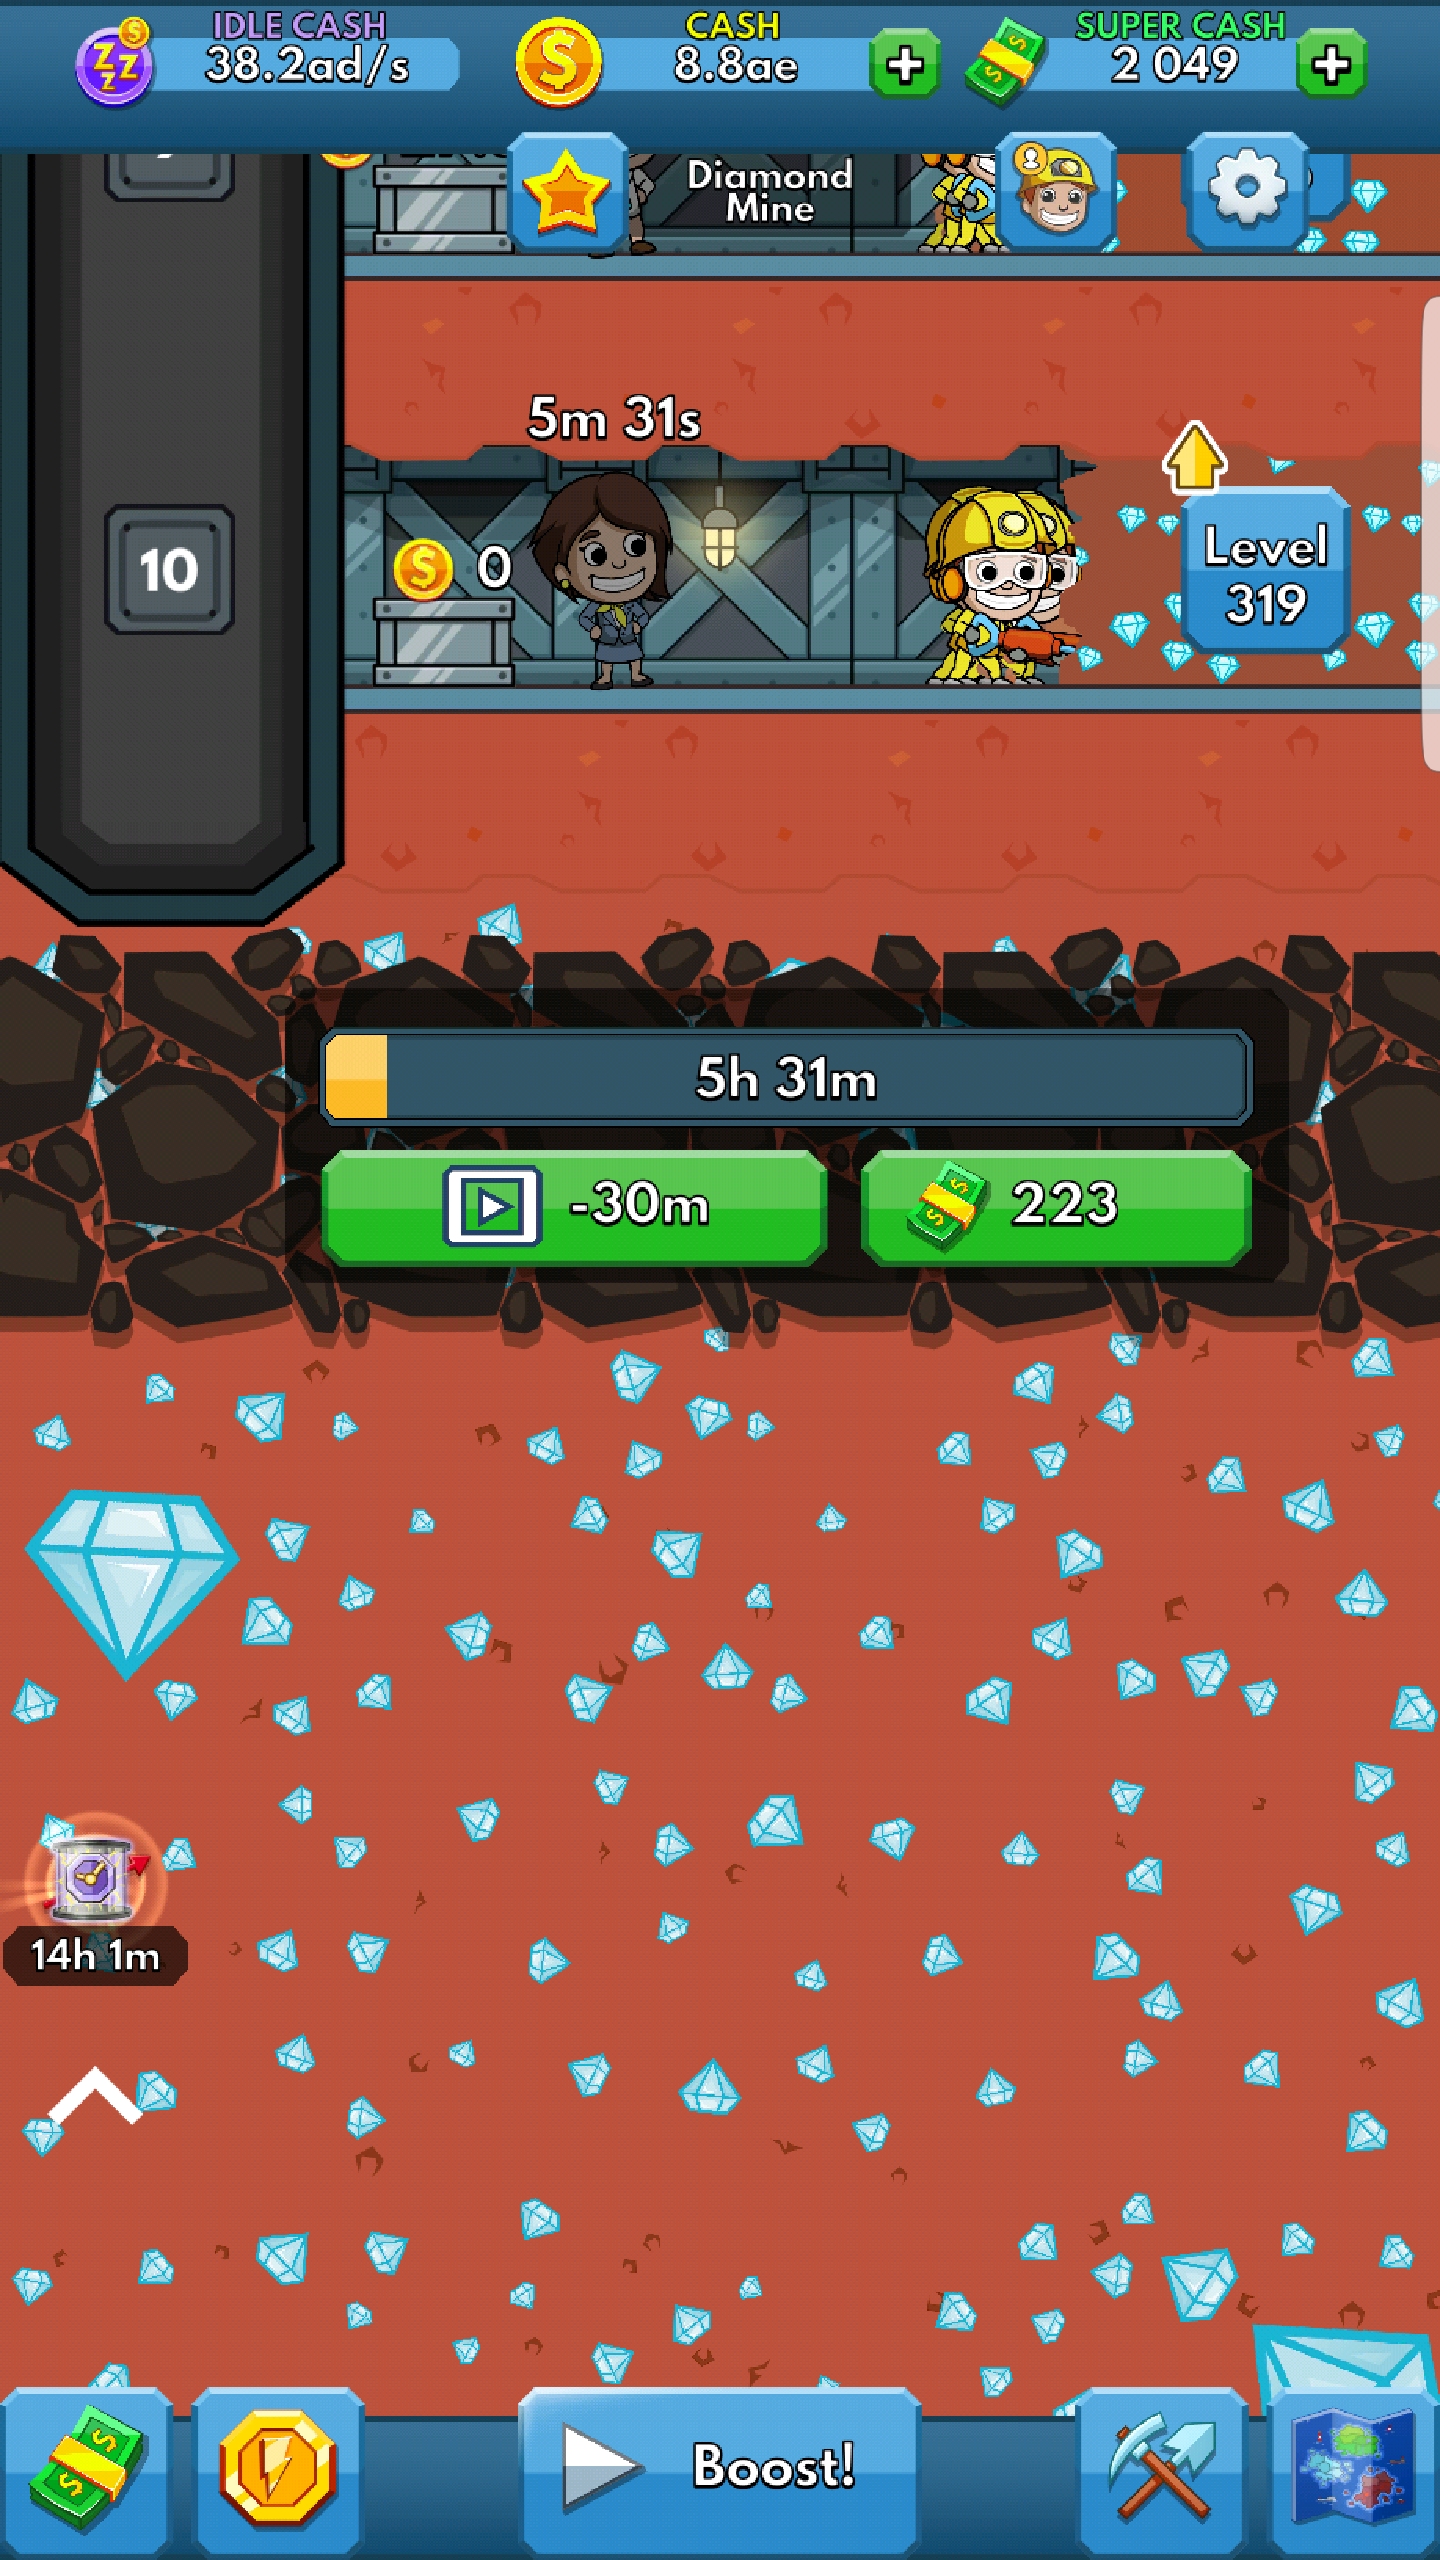 IDLE CASH
38.2ad/s
CASH
8.8ae
SUPER CASH
2 049
Diamond
Mine
5m 31s
10
0
Level
319
5h 31m
-30m
223
14h 1m
Boost!